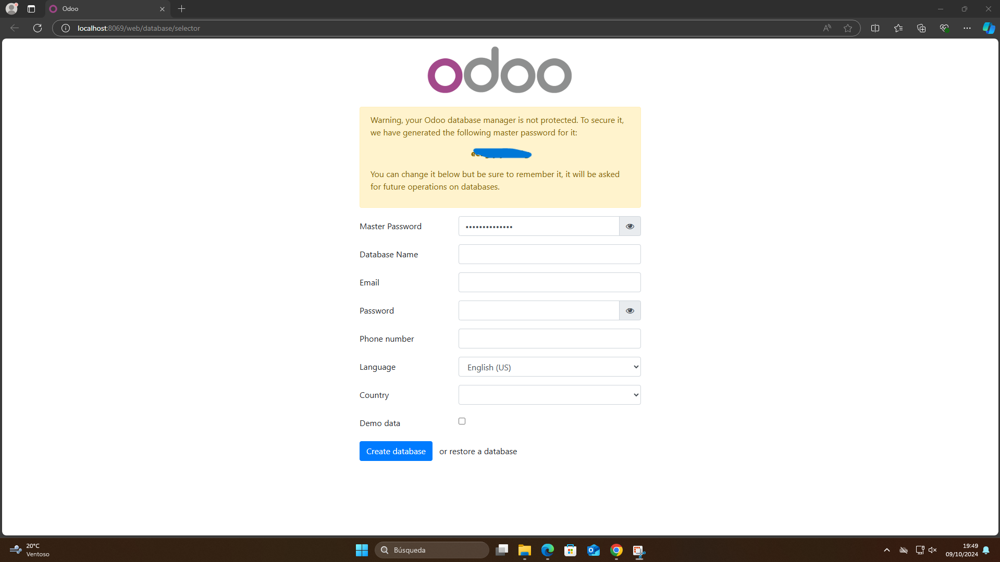 Odoo
localhost:8069/web/database/selector
odoo
Warning, your Odoo database manager is not protected. To secure it,
we have generated the following master password for it:
You can change it below but be sure to remember it, it will be asked
for future operations on databases.
Master Password ••••••••••••••
Database Name
Email
Password
Phone number
Language English (US)
Country
Demo data
Create database or restore a database
20°C
Ventoso
Búsqueda
19:49
09/10/2024